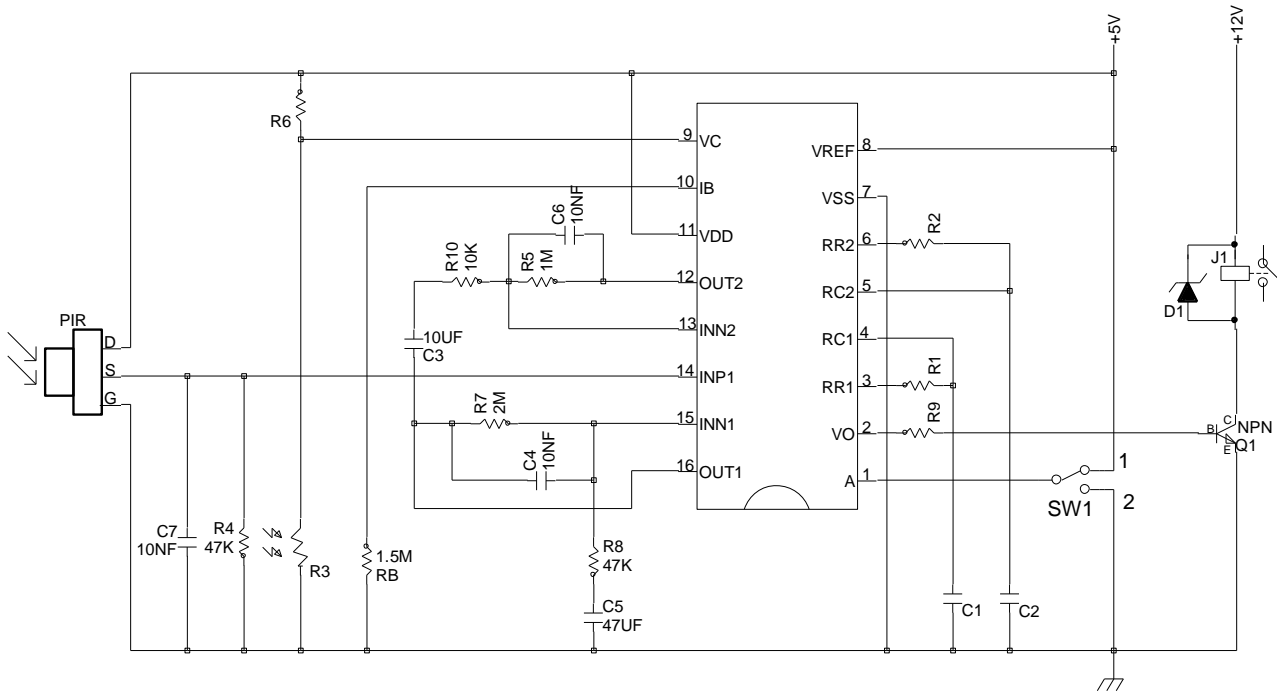 +5V
+12V
R6
9 VC
VREF 8
10 IB
VSS 7
C6
10NF
R2
R10
10K
R5
1M
11 VDD
RR2 6
J1
D1
12 OUT2
RC2 5
PIR
D
S
G
10UF
C3
13 INN2
RC1 4
14 INP1
RR1 3
R1
R7
2M
15 INN1
VO 2
R9
B
C
E
NPN
Q1
C4
10NF
16 OUT1
A 1
1
SW1
2
C7
10NF
R4
47K
R3
1.5M
RB
R8
47K
C5
47UF
C1
C2